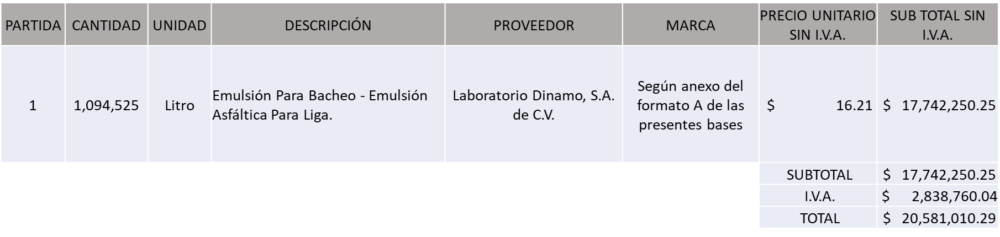 PARTIDA CANTIDAD UNIDAD DESCRIPCIÓN PROVEEDOR MARCA PRECIO UNITARIO SIN I.V.A. SUB TOTAL SIN I.V.A.
1 1,094,525 Litro Emulsión Para Bacheo - Emulsión Asfáltica Para Liga. Laboratorio Dinamo, S.A. de C.V. Según anexo del formato A de las presentes bases $ 16.21 $ 17,742,250.25
SUBTOTAL $ 17,742,250.25
I.V.A. $ 2,838,760.04
TOTAL $ 20,581,010.29